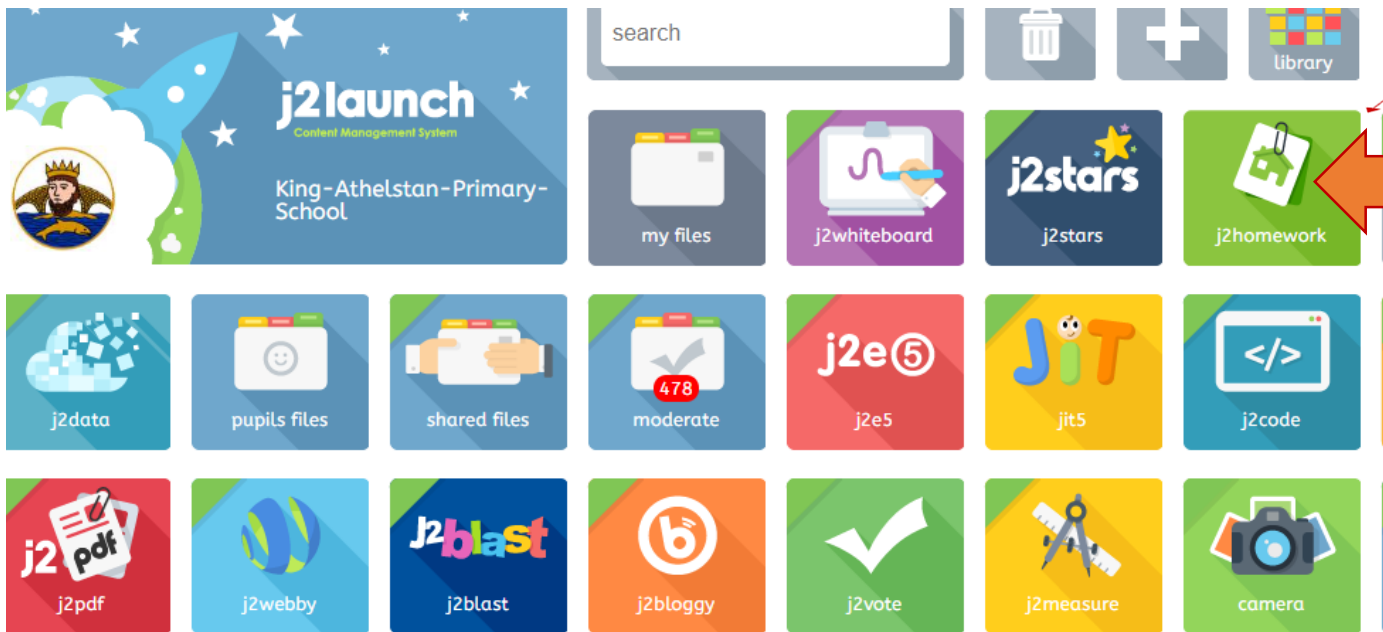 search
library
j2launch
Content Management System
King-Athelstan-Primary-
School
my files
j2whiteboard
j2stars
j2stars
j2homework
j2data
pupils files
shared files
478
moderate
j2e5
j2e5
JiT
jit5
</>
j2code
j2 pdf
j2pdf
j2webby
j2blast
j2blast
b
j2bloggy
j2vote
j2measure
camera